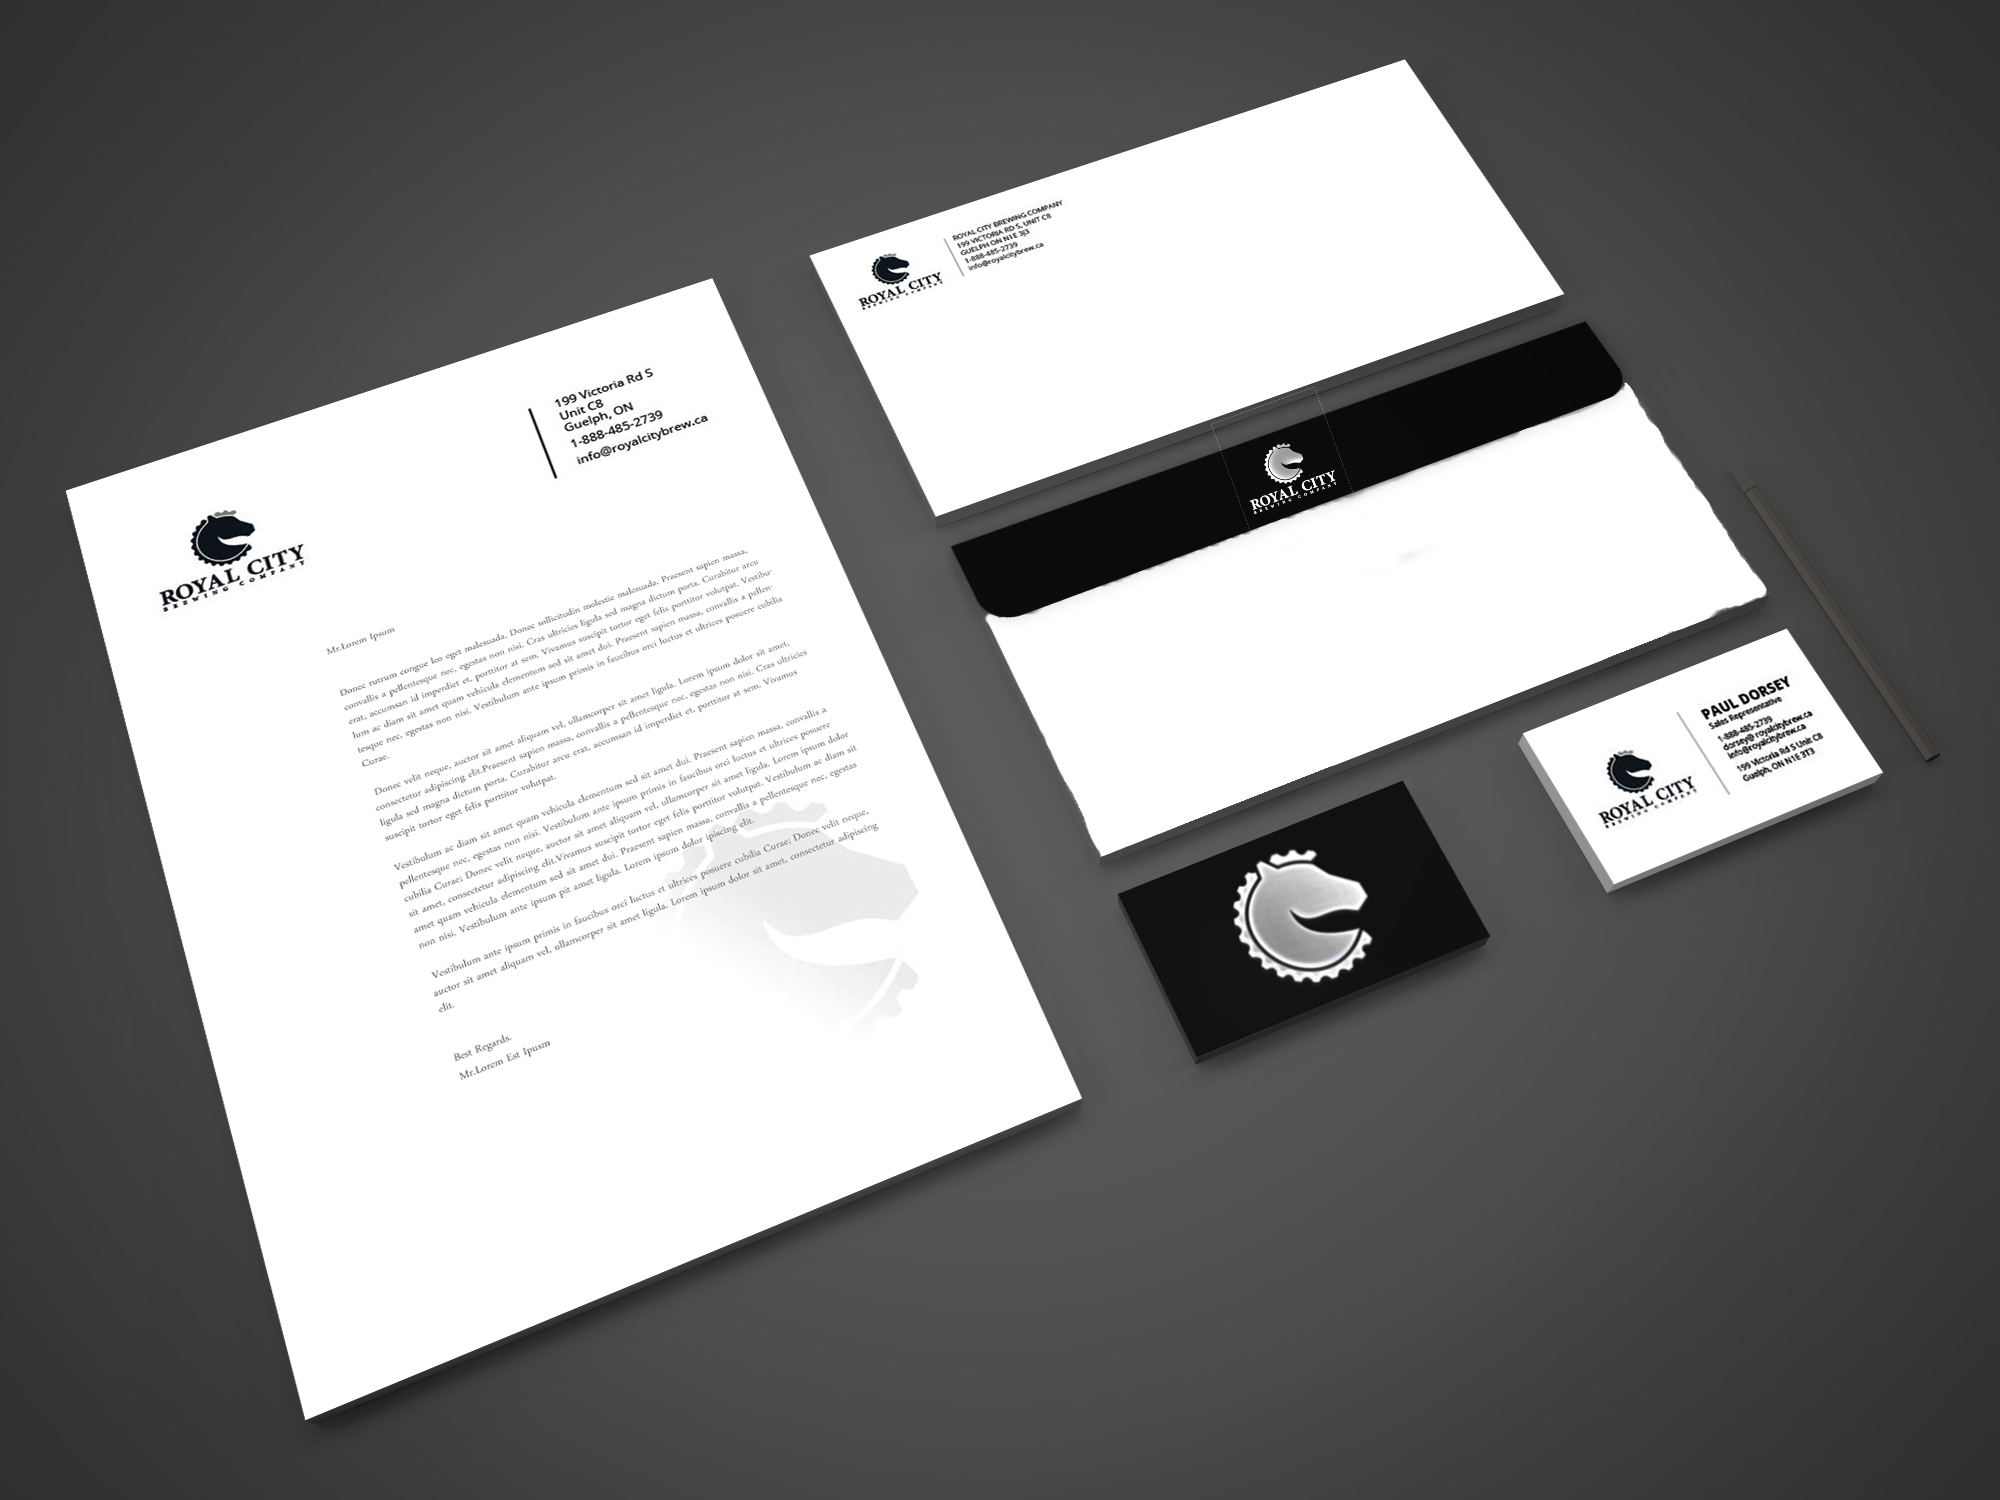 199 Victoria Rd S
Unit C8
Guelph, ON
1-888-485-2739
info@royalcitybrew.ca
ROYAL CITY
BREWING COMPANY
Mr.Lorem Ipsum
Donec rutrum congue leo eget malesuada. Donec sollicitudin molestie malesuada. Praesent sapien massa,
convallis a pellentesque nec, egestas non nisi. Cras ultricies ligula sed magna dictum porta. Curabitur arcu
erat, accumsan id imperdiet et, porttitor at sem. Vivamus suscipit tortor eget felis porttitor volutpat. Vestibu-
lum ac diam sit amet quam vehicula elementum sed sit amet dui. Praesent sapien massa, convallis a pellen-
tesque nec, egestas non nisi. Vestibulum ante ipsum primis in faucibus orci luctus et ultrices posuere cubilia
Curae.
Donec velit neque, auctor sit amet aliquam vel, ullamcorper sit amet ligula. Lorem ipsum dolor sit amet,
consectetur adipiscing elit.Praesent sapien massa, convallis a pellentesque nec, egestas non nisi. Cras ultricies
ligula sed magna dictum porta. Curabitur arcu erat, accumsan id imperdiet et, porttitor at sem. Vivamus
suscipit tortor eget felis porttitor volutpat.
Vestibulum ac diam sit amet quam vehicula elementum sed sit amet dui. Praesent sapien massa, convallis a
pellentesque nec, egestas non nisi. Vestibulum ante ipsum primis in faucibus orci luctus et ultrices posuere
cubilia Curae; Donec velit neque, auctor sit amet aliquam vel, ullamcorper sit amet ligula. Lorem ipsum dolor
sit amet, consectetur adipiscing elit.Vivamus suscipit tortor eget felis porttitor volutpat. Vestibulum ac diam sit
amet quam vehicula elementum sed sit amet dui. Praesent sapien massa, convallis a pellentesque nec, egestas
non nisi. Vestibulum ante ipsum pit amet ligula. Lorem ipsum dolor ipiscing elit.
Vestibulum ante ipsum primis in faucibus orci luctus et ultrices posuere cubilia Curae; Donec velit neque,
auctor sit amet aliquam vel, ullamcorper sit amet ligula. Lorem ipsum dolor sit amet, consectetur adipiscing
elit.
Best Regards.
Mr.Lorem Est Ipusm
ROYAL CITY BREWING COMPANY
199 VICTORIA RD S, UNIT C8
GUELPH ON N1E 3J3
1-888-485-2739
info@royalcitybrew.ca
ROYAL CITY
BREWING COMPANY
ROYAL CITY
BREWING COMPANY
PAUL DORSEY
Sales Representative
1-888-485-2739
dorsey@royalcitybrew.ca
info@royalcitybrew.ca
199 Victoria Rd S Unit C8
Guelph, ON N1E 3T3
ROYAL CITY
BREWING COMPANY